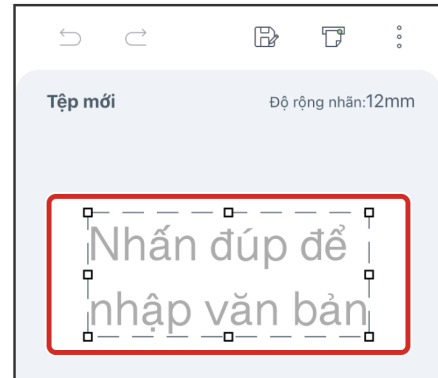 Tệp mới
Độ rộng nhãn:12mm
Nhấn đúp để
nhập văn bản